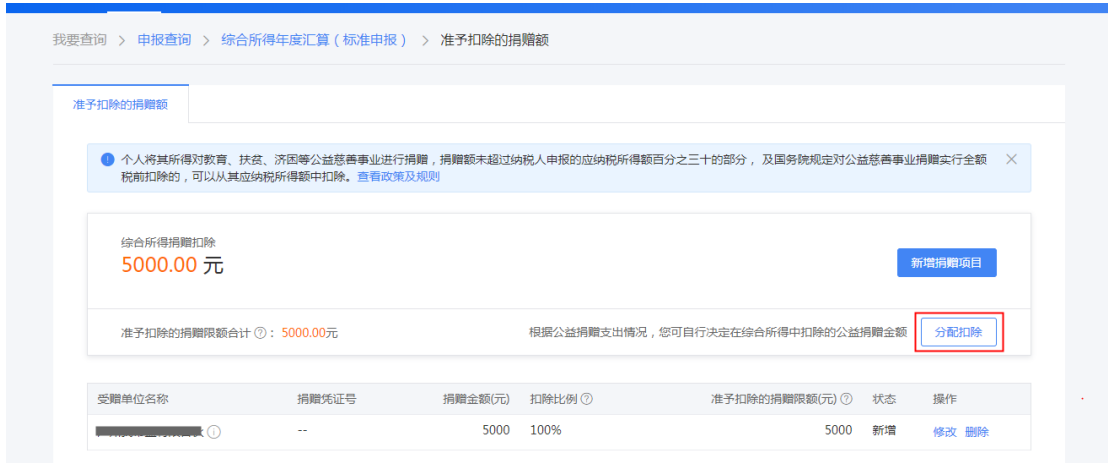 我要查询 > 申报查询 > 综合所得年度汇算（标准申报） > 准予扣除的捐赠额
准予扣除的捐赠额
个人将其所得对教育、扶贫、济困等公益慈善事业进行捐赠，捐赠额未超过纳税人申报的应纳税所得额百分之三十的部分， 及国务院规定对公益慈善事业捐赠实行全额
税前扣除的，可以从其应纳税所得额中扣除。查看政策及规则
综合所得捐赠扣除
5000.00 元
新增捐赠项目
准予扣除的捐赠限额合计 ?： 5000.00元 根据公益捐赠支出情况，您可自行决定在综合所得中扣除的公益捐赠金额 分配扣除
受赠单位名称 捐赠凭证号 捐赠金额(元) 扣除比例 ? 准予扣除的捐赠限额(元) ? 状态 操作
-- 5000 100% 5000 新增 修改 删除